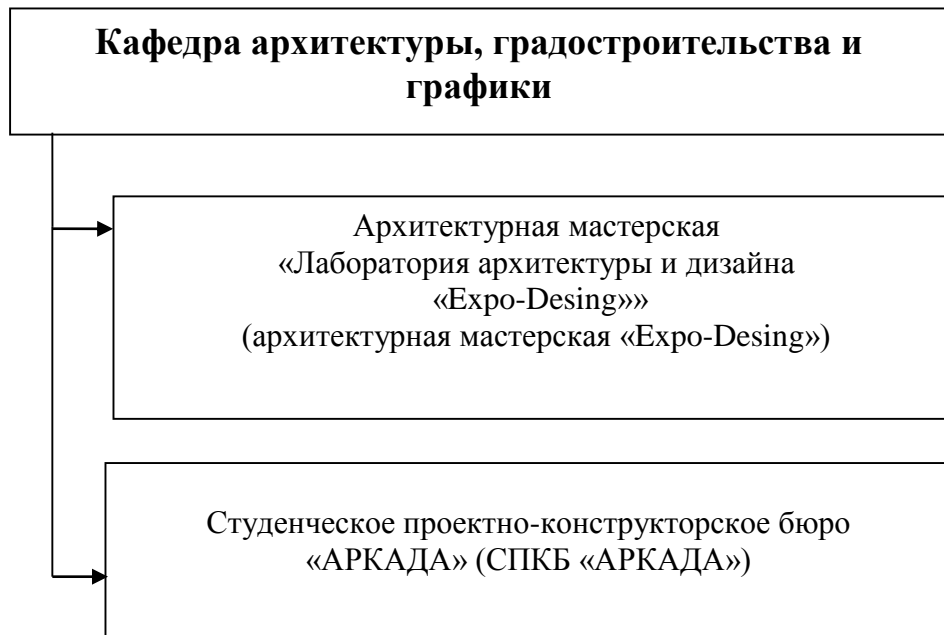 Кафедра архитектуры, градостроительства и
графики
Архитектурная мастерская
«Лаборатория архитектуры и дизайна
«Expo-Desing»»
(архитектурная мастерская «Expo-Desing»)
Студенческое проектно-конструкторское бюро
«АРКАДА» (СПКБ «АРКАДА»)